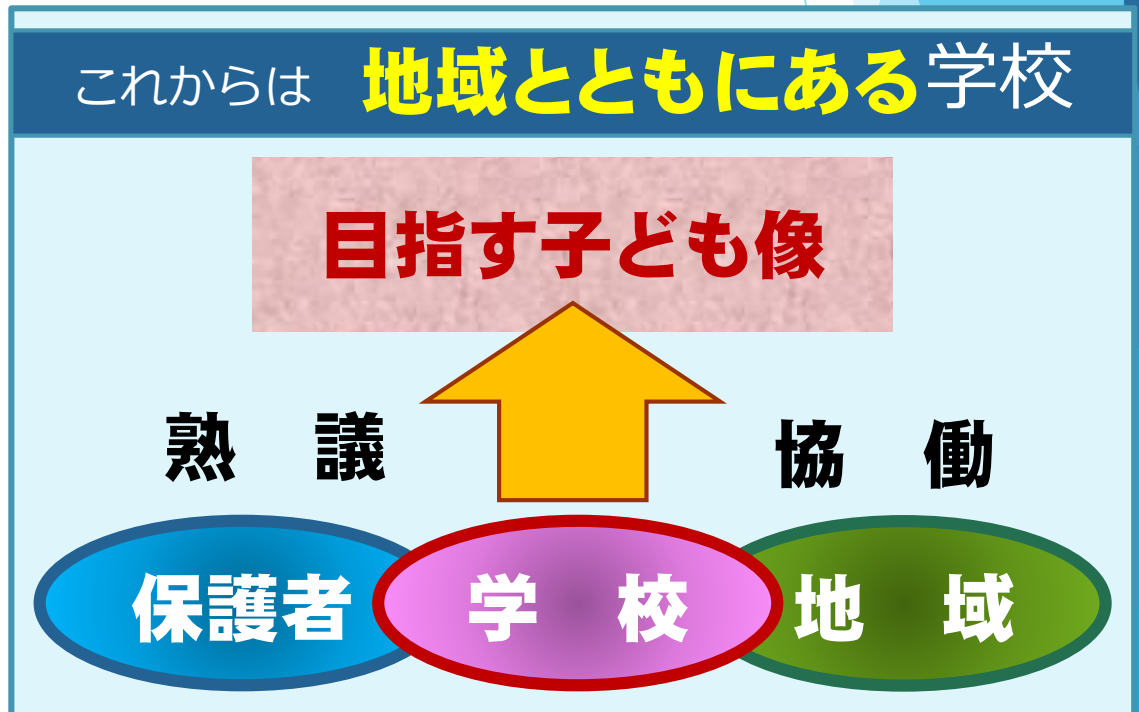 これからは 地域とともにある学校
目指す子ども像
熟 議 協 働
保護者 学 校 地 域